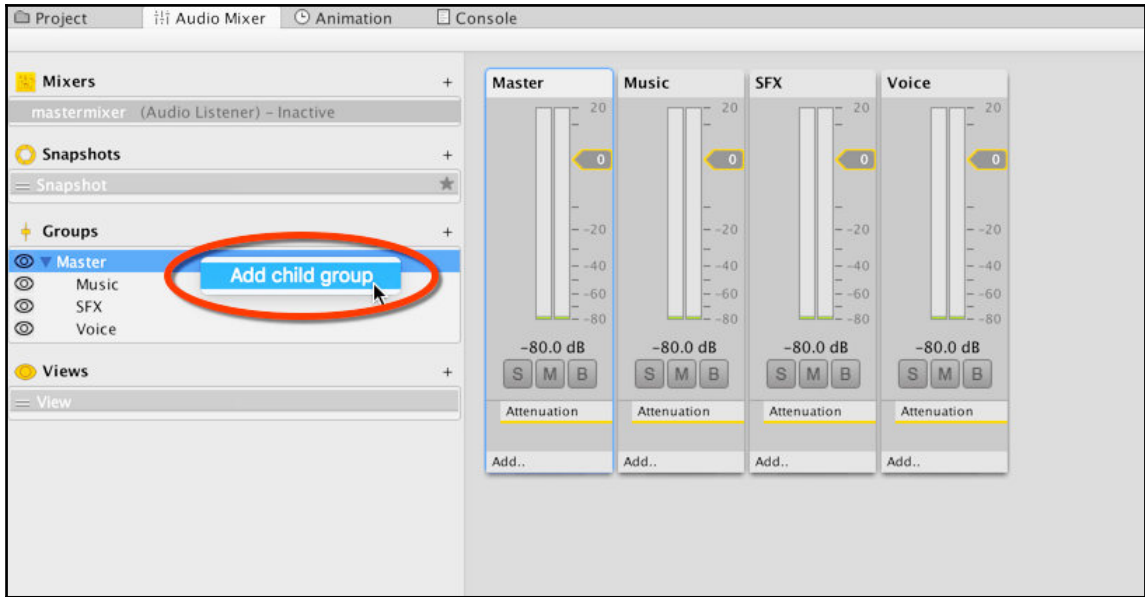 Project Audio Mixer Animation Console
Mixers +
mastermixer (Audio Listener) – Inactive
Snapshots +
Snapshot
Groups +
Master
Add child group
Music
SFX
Voice
Views +
View
Master Music SFX Voice
20 20 20 20
0 0 0 0
-20 -20 -20 -20
-40 -40 -40 -40
-60 -60 -60 -60
-80 -80 -80 -80
-80.0 dB -80.0 dB -80.0 dB -80.0 dB
S M B S M B S M B S M B
Attenuation Attenuation Attenuation Attenuation
Add.. Add.. Add.. Add..